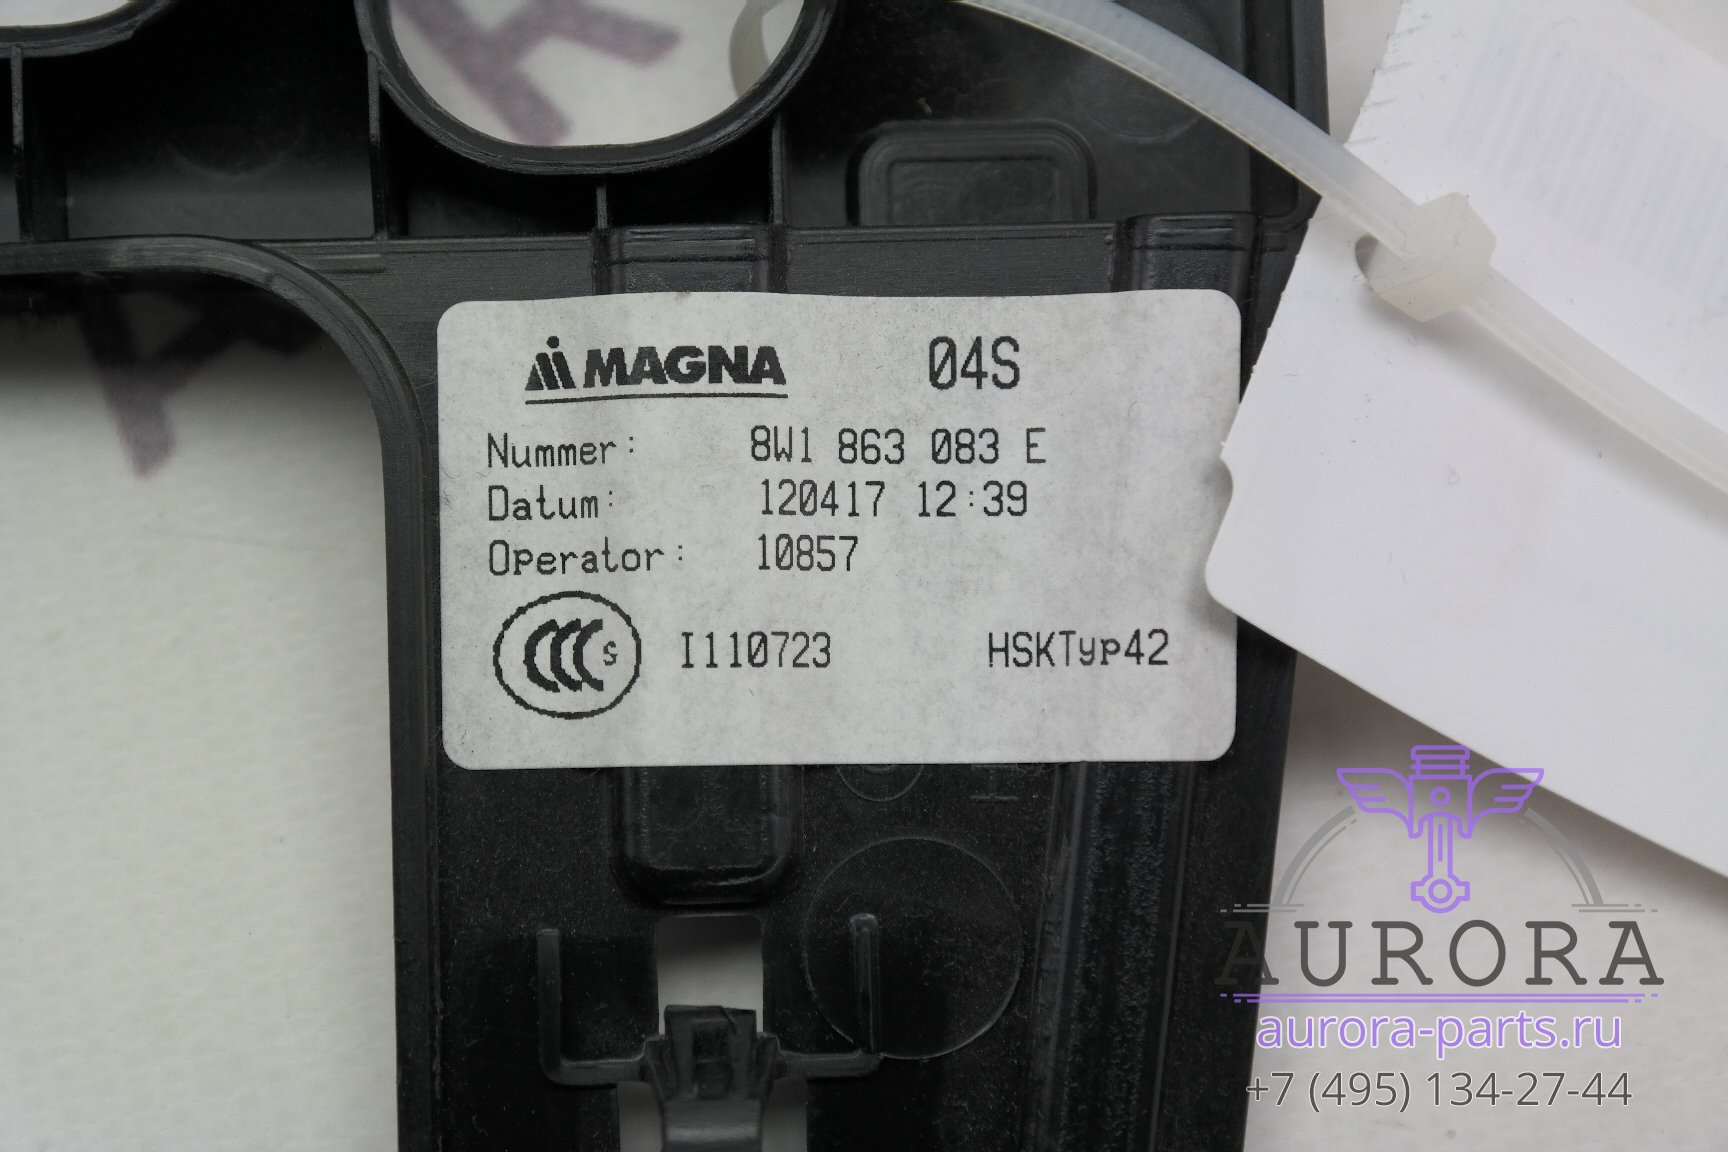 MAGNA 04S
Nummer: 8W1 863 083 E
Datum: 120417 12:39
Operator: 10857
CCC S I110723 HSKTyp42
AURORA
aurora-parts.ru
+7 (495) 134-27-44